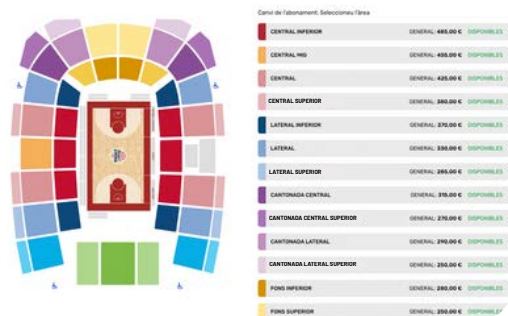 Canvi de l'abonament. Seleccioneu l'àrea
CENTRAL INFERIOR GENERAL: 485,00 € DISPONIBLES
CENTRAL MIG GENERAL: 455,00 € DISPONIBLES
CENTRAL GENERAL: 425,00 € DISPONIBLES
CENTRAL SUPERIOR GENERAL: 380,00 € DISPONIBLES
LATERAL INFERIOR GENERAL: 370,00 € DISPONIBLES
LATERAL GENERAL: 330,00 € DISPONIBLES
LATERAL SUPERIOR GENERAL: 285,00 € DISPONIBLES
CANTONADA CENTRAL GENERAL: 315,00 € DISPONIBLES
CANTONADA CENTRAL SUPERIOR GENERAL: 270,00 € DISPONIBLES
CANTONADA LATERAL GENERAL: 290,00 € DISPONIBLES
CANTONADA LATERAL SUPERIOR GENERAL: 250,00 € DISPONIBLES
FONS INFERIOR GENERAL: 280,00 € DISPONIBLES
FONS SUPERIOR GENERAL: 250,00 € DISPONIBLES